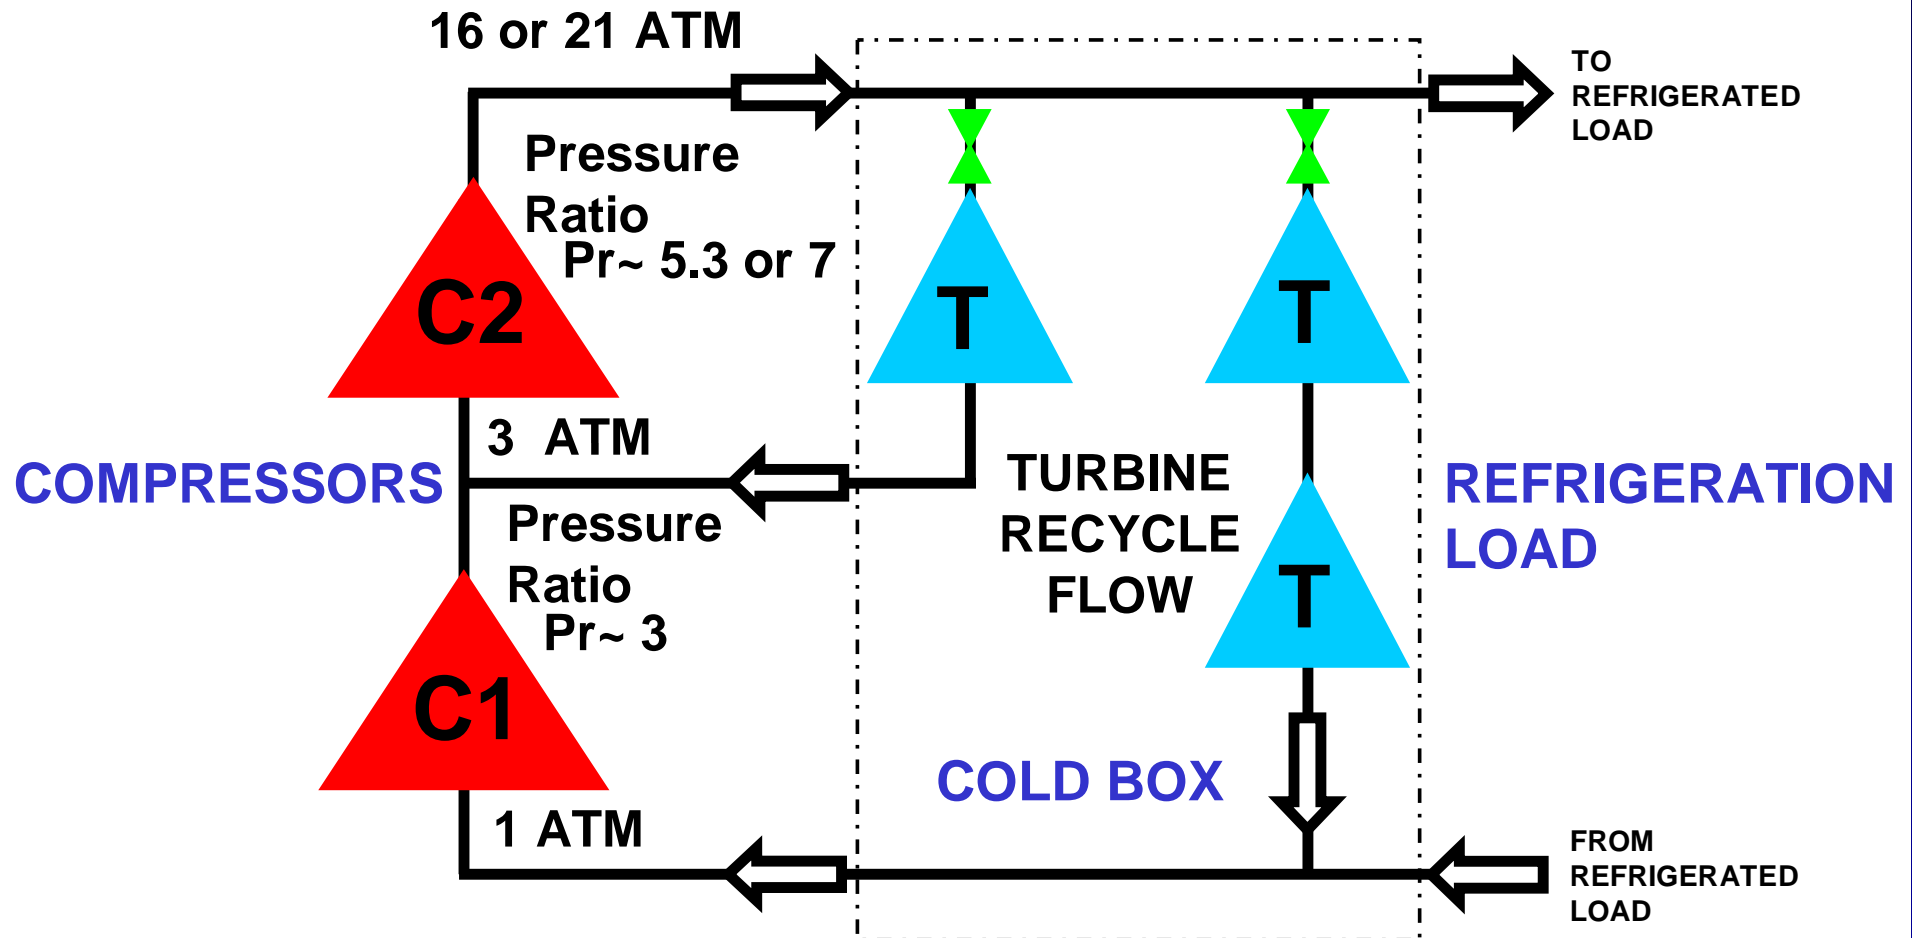 16 or 21 ATM
TO
REFRIGERATED
LOAD
Pressure
Ratio
Pr~ 5.3 or 7
C2
T
T
3 ATM
COMPRESSORS
TURBINE
RECYCLE
FLOW
REFRIGERATION
LOAD
Pressure
Ratio
Pr~ 3
T
C1
COLD BOX
1 ATM
FROM
REFRIGERATED
LOAD